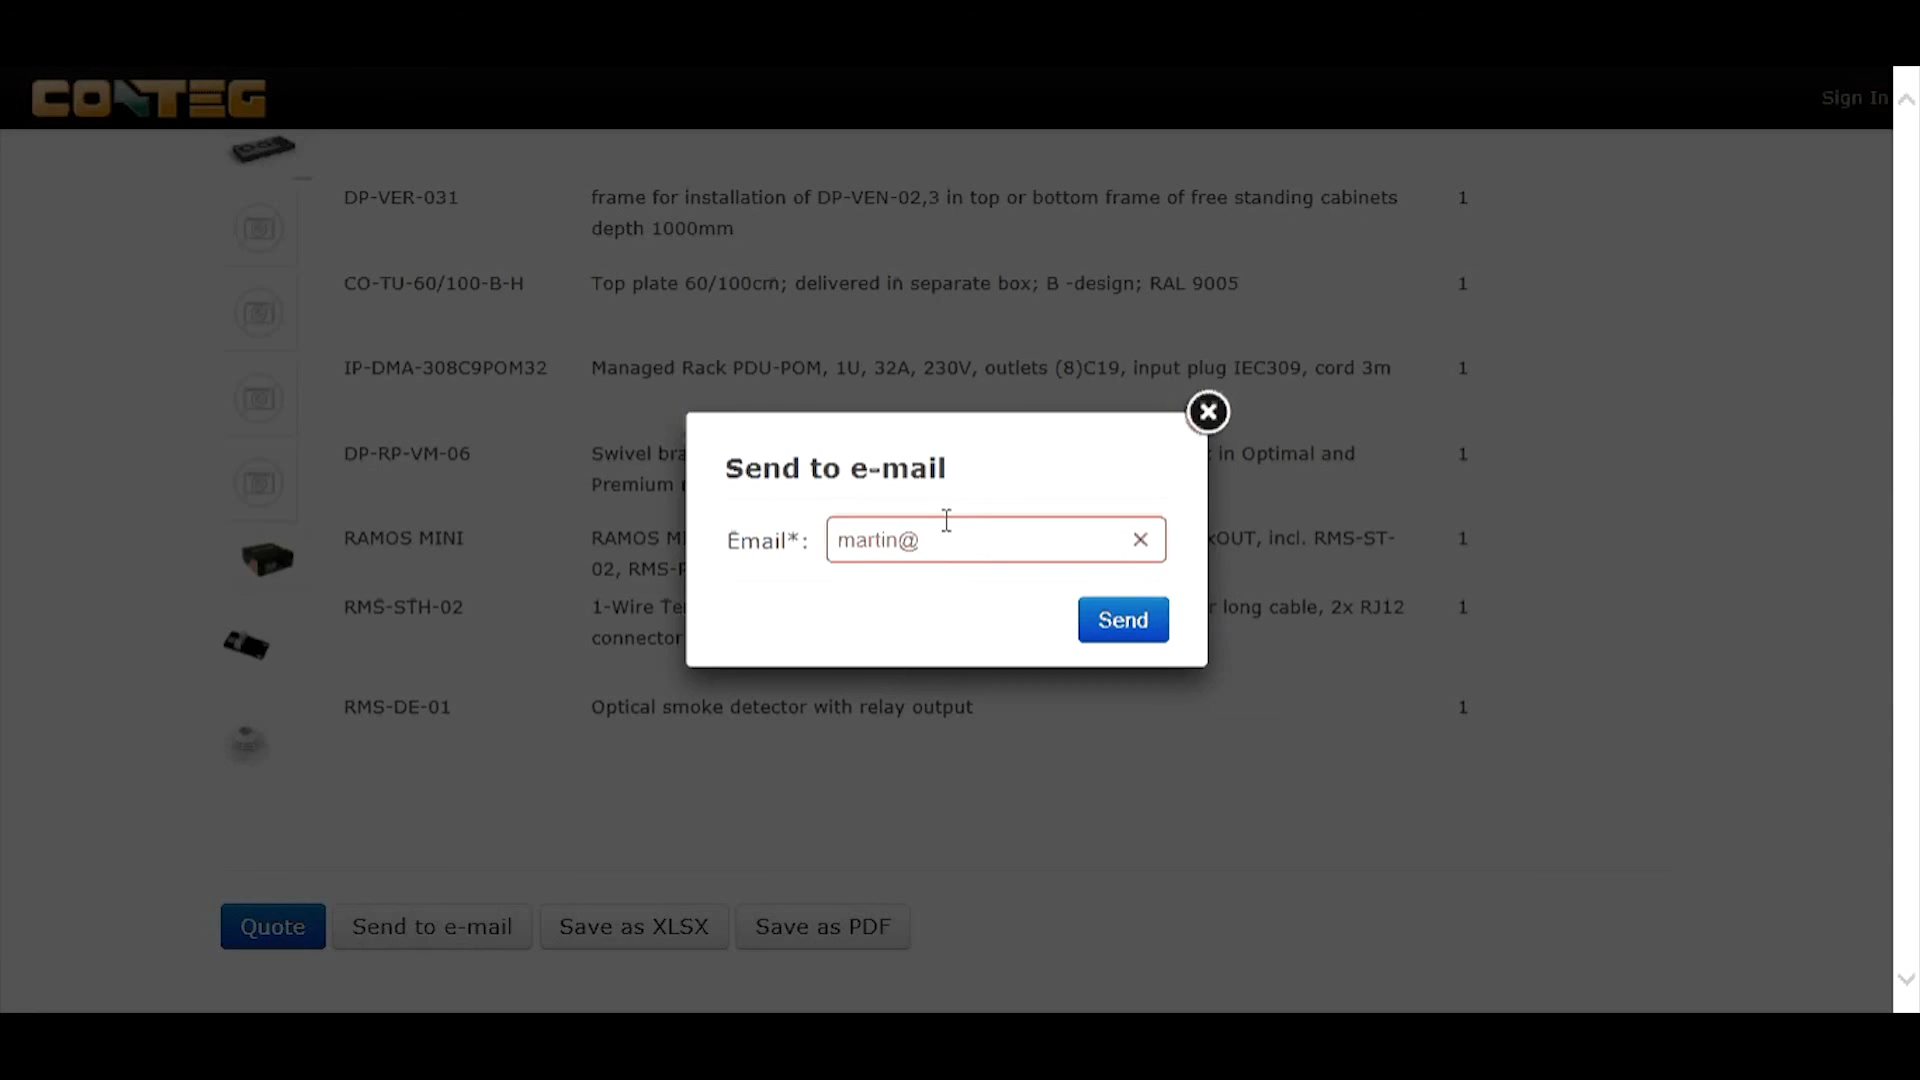 CONTEG
Sign In
DP-VER-031
frame for installation of DP-VEN-02,3 in top or bottom frame of free standing cabinets
depth 1000mm
1
CO-TU-60/100-B-H
Top plate 60/100cm; delivered in separate box; B -design; RAL 9005
1
IP-DMA-308C9POM32
Managed Rack PDU-POM, 1U, 32A, 230V, outlets (8)C19, input plug IEC309, cord 3m
1
DP-RP-VM-06
Swivel
in Optimal and
Premium
1
RAMOS MINI
RAMOS
incl. RMS-ST-
02,
1
RMS-STH-02
1-Wire
long cable, 2x RJ12
connector
1
RMS-DE-01
Optical smoke detector with relay output
1
Send to e-mail
Email*:
martin@
Send
Quote
Send to e-mail
Save as XLSX
Save as PDF